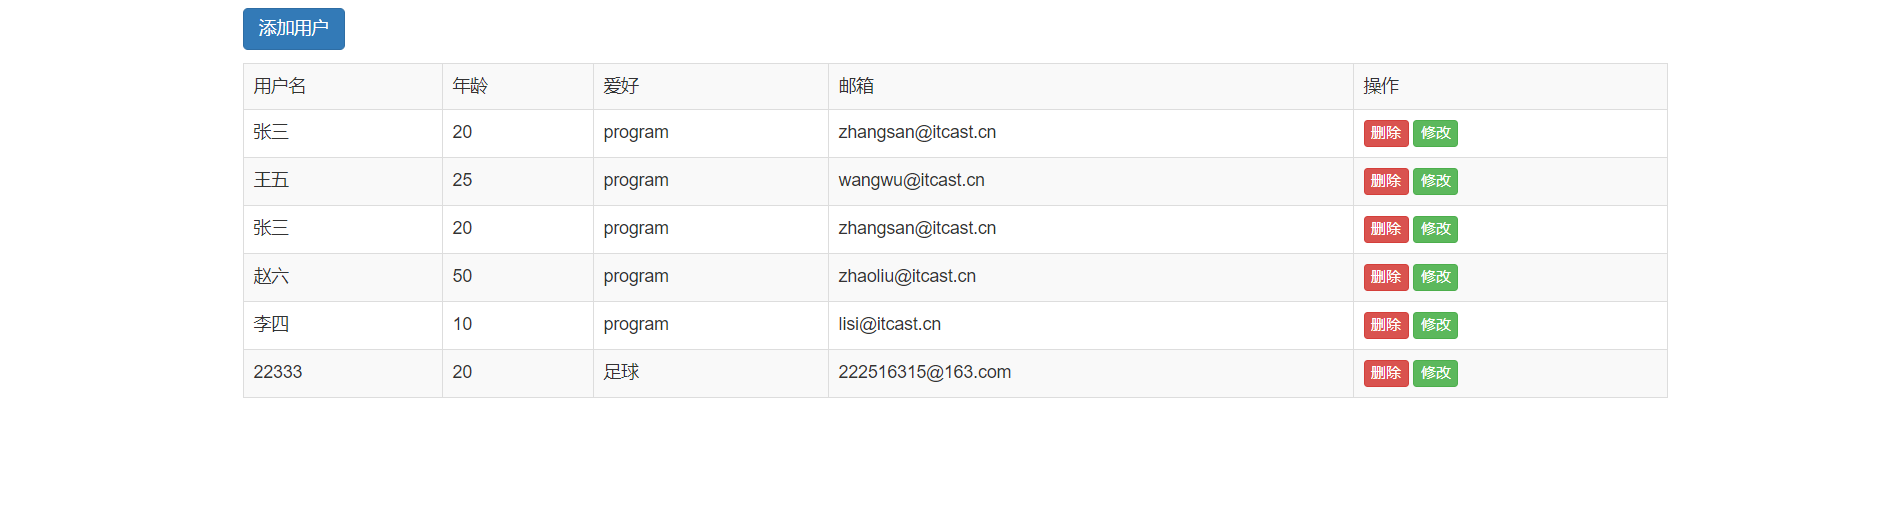 添加用户
用户名 年龄 爱好 邮箱 操作
张三 20 program zhangsan@itcast.cn 删除 修改
王五 25 program wangwu@itcast.cn 删除 修改
张三 20 program zhangsan@itcast.cn 删除 修改
赵六 50 program zhaoliu@itcast.cn 删除 修改
李四 10 program lisi@itcast.cn 删除 修改
22333 20 足球 222516315@163.com 删除 修改